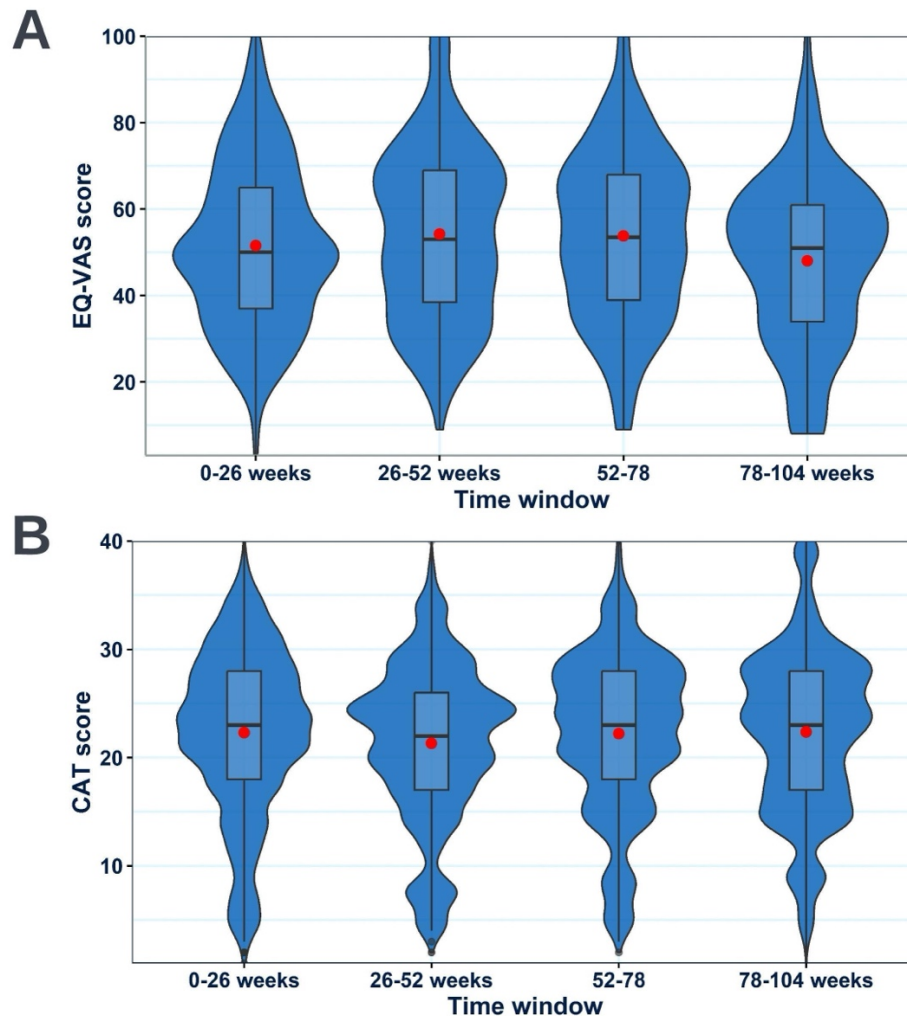 A
100
80
60
40
20
EQ-VAS score
0-26 weeks 26-52 weeks 52-78 78-104 weeks
Time window
B
40
30
20
10
CAT score
0-26 weeks 26-52 weeks 52-78 78-104 weeks
Time window